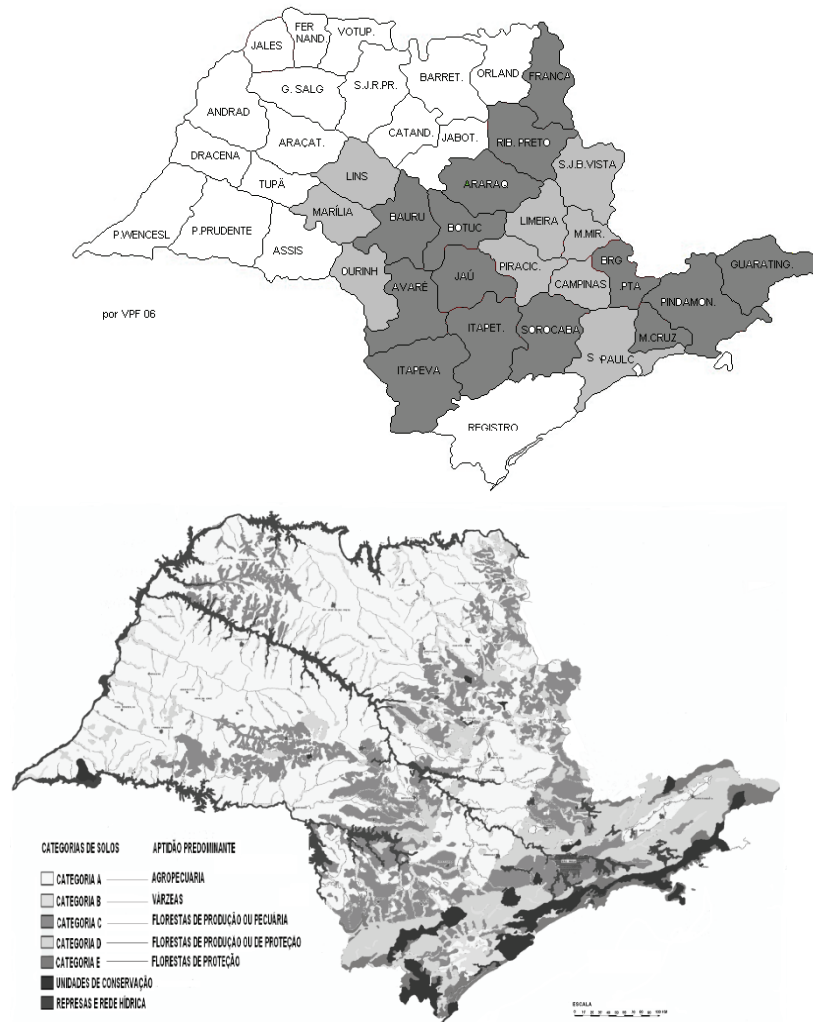 JALES
FER
NAND.
VOTUP.
G. SALG
S.J.R.PR.
BARRET.
ORLAND
FRANCA
ANDRAD
ARAÇAT.
CATAND.
JABOT.
RIB. PRETO
DRACENA
TUPÃ
LINS
ARARAQ
S.J.B.VISTA
P.WENCESL
P.PRUDENTE
MARÍLIA
ASSIS
BAURU
BOTUC
LIMEIRA
M.MIR.
OURINH
AVARÉ
JAÚ
PIRACIC.
CAMPINAS
BRG
.PTA
GUARATING.
PINDAMON.
por VPF 06
ITAPET.
SOROCABA
M.CRUZ
S PAULO
ITAPEVA
REGISTRO
CATEGORIAS DE SOLOS APTIDÃO PREDOMINANTE
CATEGORIA A AGROPECUÁRIA
CATEGORIA B VÁRZEAS
CATEGORIA C FLORESTAS DE PRODUÇÃO OU PECUÁRIA
CATEGORIA D FLORESTAS DE PRODUÇÃO OU DE PROTEÇÃO
CATEGORIA E FLORESTAS DE PROTEÇÃO
UNIDADES DE CONSERVAÇÃO
REPRESAS E REDE HÍDRICA
ESCALA